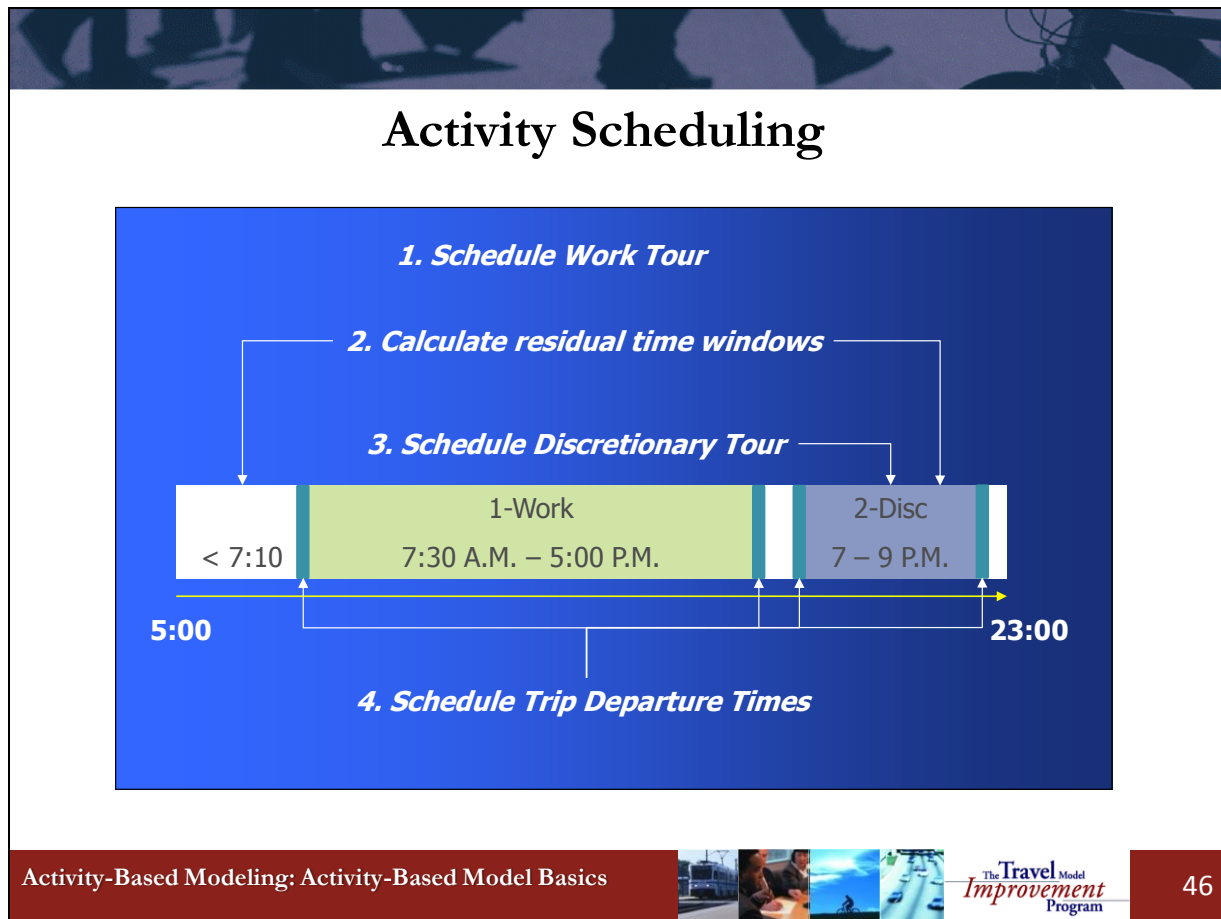 Activity Scheduling
1. Schedule Work Tour
2. Calculate residual time windows
3. Schedule Discretionary Tour
1-Work
2-Disc
< 7:10
7:30 A.M. – 5:00 P.M.
7 – 9 P.M.
5:00
23:00
4. Schedule Trip Departure Times
Activity-Based Modeling: Activity-Based Model Basics
The Travel Model
Improvement
Program
46